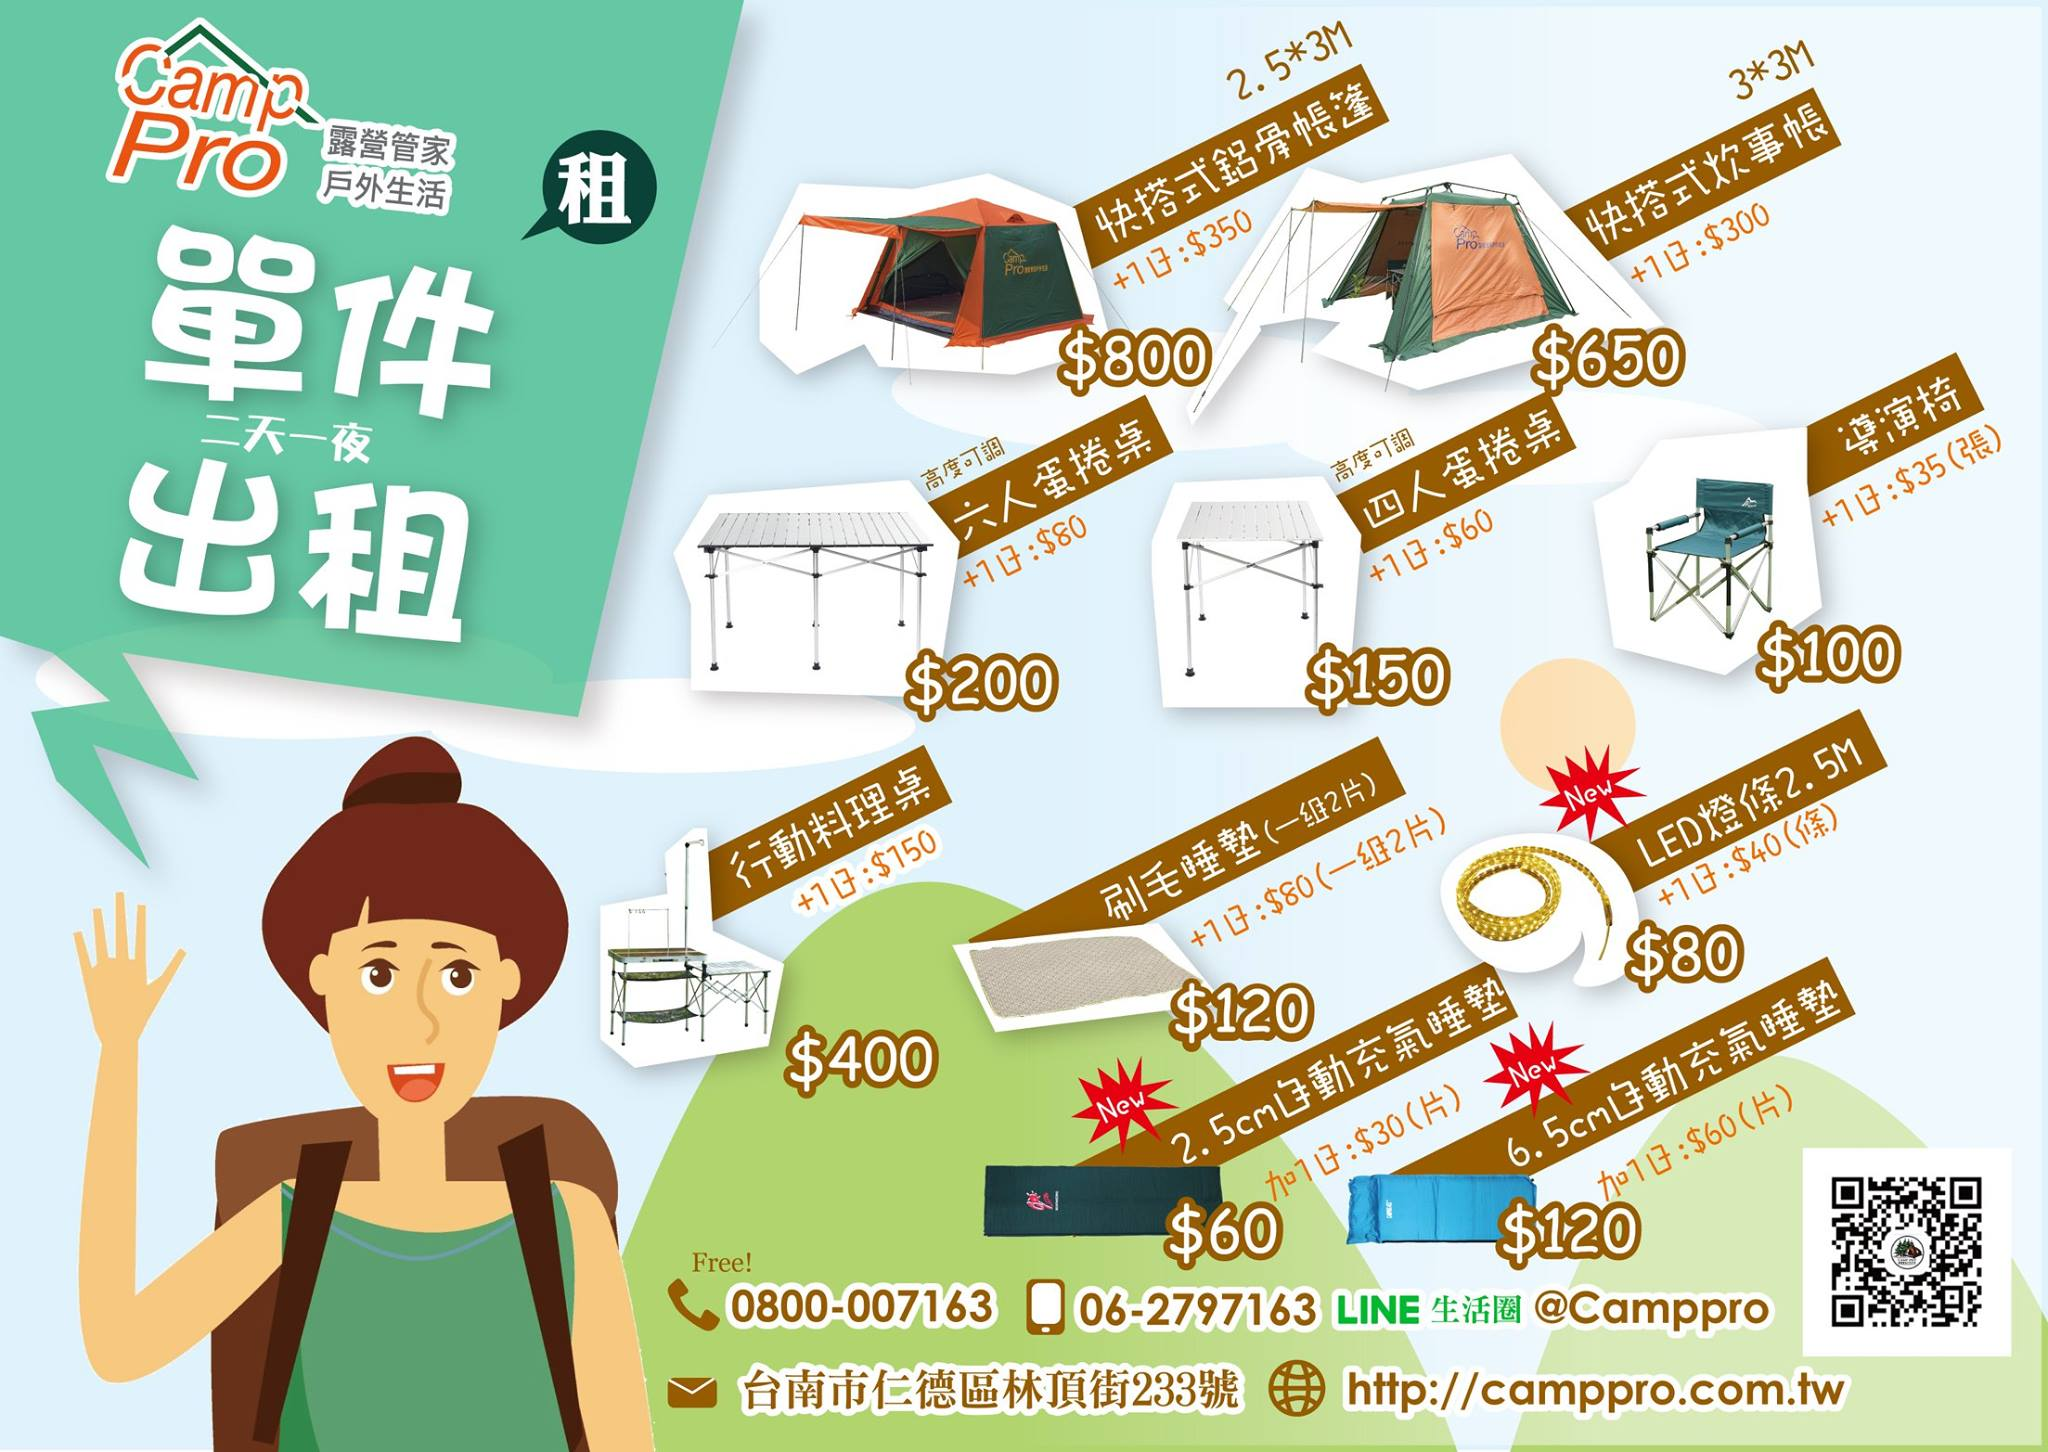 Camp
Pro
露營管家
戶外生活
租
單件
二天一夜
出租
2.5*3M
快搭式鋁骨帳篷
+1日:$350
Camp
Pro
$800
3*3M
快搭式炊事帳
+1日:$300
Camp
Pro
$650
高度可調
六人蛋捲桌
+1日:$80
$200
高度可調
四人蛋捲桌
+1日:$60
$150
導演椅
+1日:$35(張)
$100
行動料理桌
+1日:$150
$400
刷毛睡墊(一組2片)
+1日:$80(一組2片)
$120
New
LED燈條2.5M
+1日:$40(條)
$80
New
2.5cm自動充氣睡墊
加1日:$30(片)
$60
New
6.5cm自動充氣睡墊
加1日:$60(片)
$120
Free!
0800-007163
06-2797163
LINE 生活圈 @Camppro
台南市仁德區林頂街233號
http://camppro.com.tw